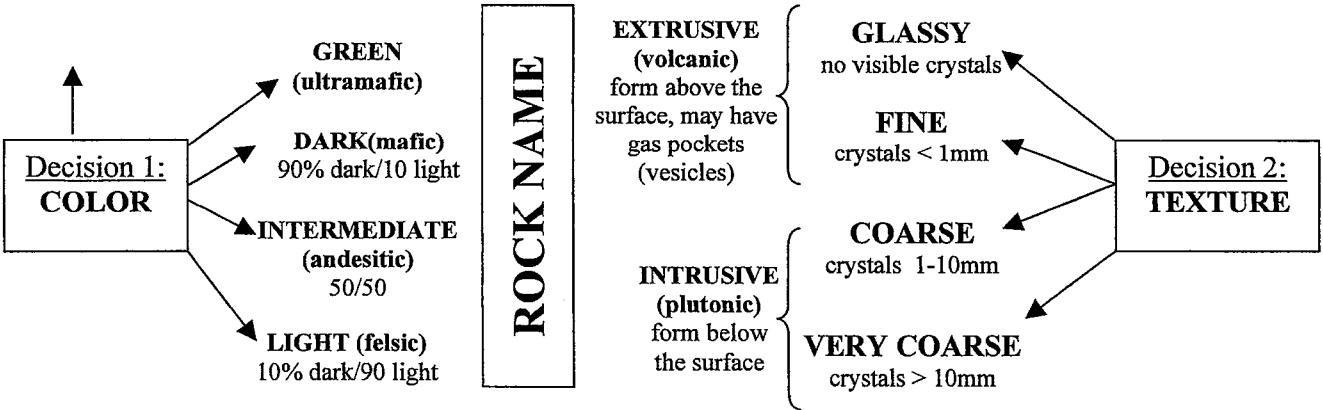 Decision 1:
COLOR
GREEN
(ultramafic)
DARK(mafic)
90% dark/10 light
INTERMEDIATE
(andesitic)
50/50
LIGHT (felsic)
10% dark/90 light
ROCK NAME
EXTRUSIVE
(volcanic)
form above the
surface, may have
gas pockets
(vesicles)
INTRUSIVE
(plutonic)
form below
the surface
GLASSY
no visible crystals
FINE
crystals < 1mm
COARSE
crystals 1-10mm
VERY COARSE
crystals > 10mm
Decision 2:
TEXTURE